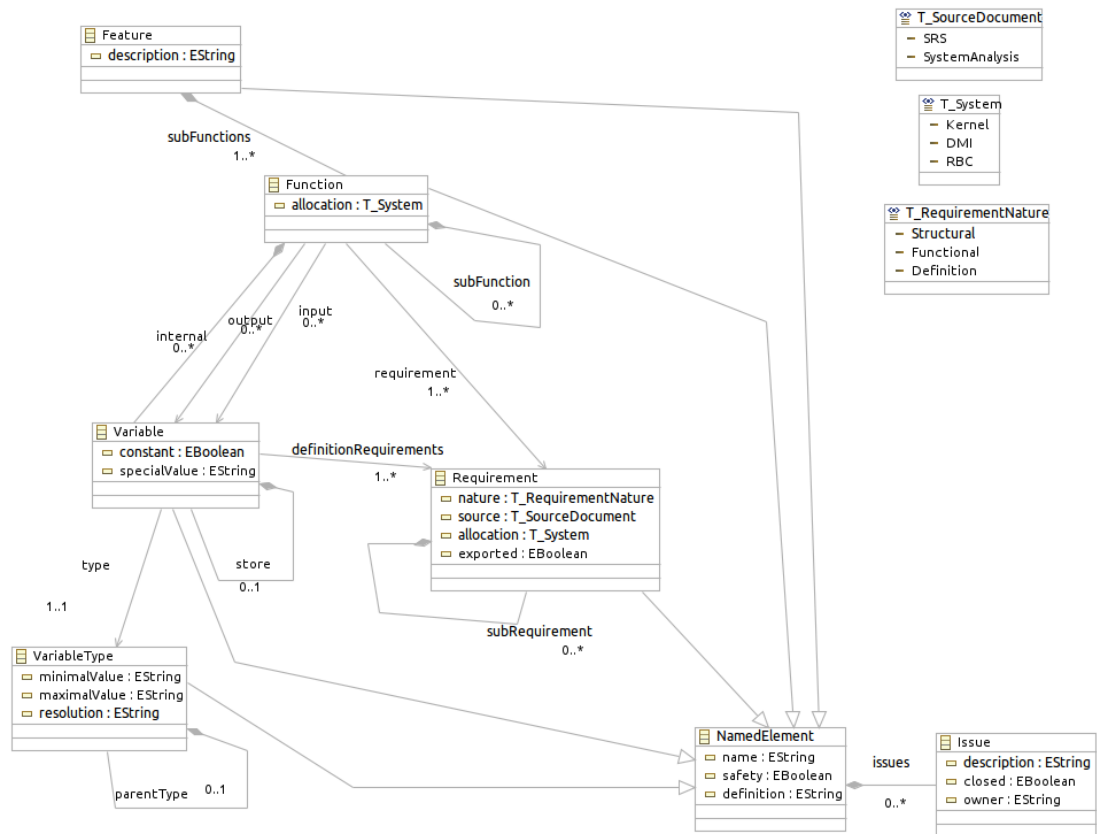 Feature
description : EString
subFunctions
1..*
Function
allocation : T_System
subFunction
0..*
internal
0..*
output
0..*
input
0..*
requirement
1..*
Variable
constant : EBoolean
specialValue : EString
definitionRequirements
1..*
store
0..1
type
1..1
Requirement
nature : T_RequirementNature
source : T_SourceDocument
allocation : T_System
exported : EBoolean
subRequirement
0..*
VariableType
minimalValue : EString
maximalValue : EString
resolution : EString
parentType
0..1
NamedElement
name : EString
safety : EBoolean
definition : EString
issues
0..*
Issue
description : EString
closed : EBoolean
owner : EString
T_SourceDocument
SRS
SystemAnalysis
T_System
Kernel
DMI
RBC
T_RequirementNature
Structural
Functional
Definition